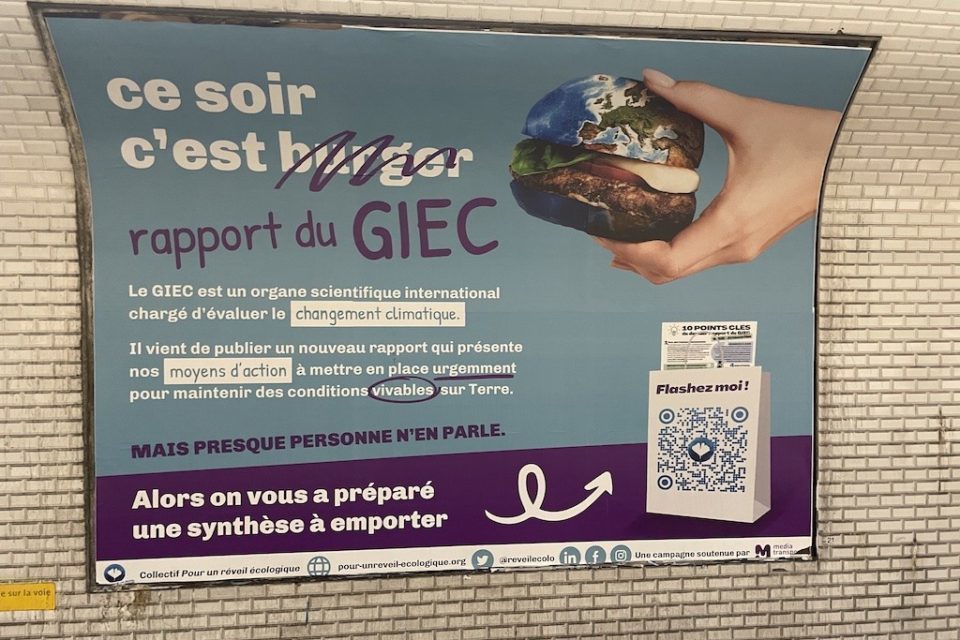 ce soir
c'est burger
rapport du GIEC
Le GIEC est un organe scientifique international
chargé d'évaluer le changement climatique.
Il vient de publier un nouveau rapport qui présente
nos moyens d'action à mettre en place urgemment
pour maintenir des conditions vivables sur Terre.
MAIS PRESQUE PERSONNE N'EN PARLE.
Alors on vous a préparé
une synthèse à emporter
10 POINTS CLES
Flashez moi !
Collectif Pour un réveil écologique
pour-unreveil-ecologique.org
@reveilecolo
Une campagne soutenue par
media
e sur la voie
21